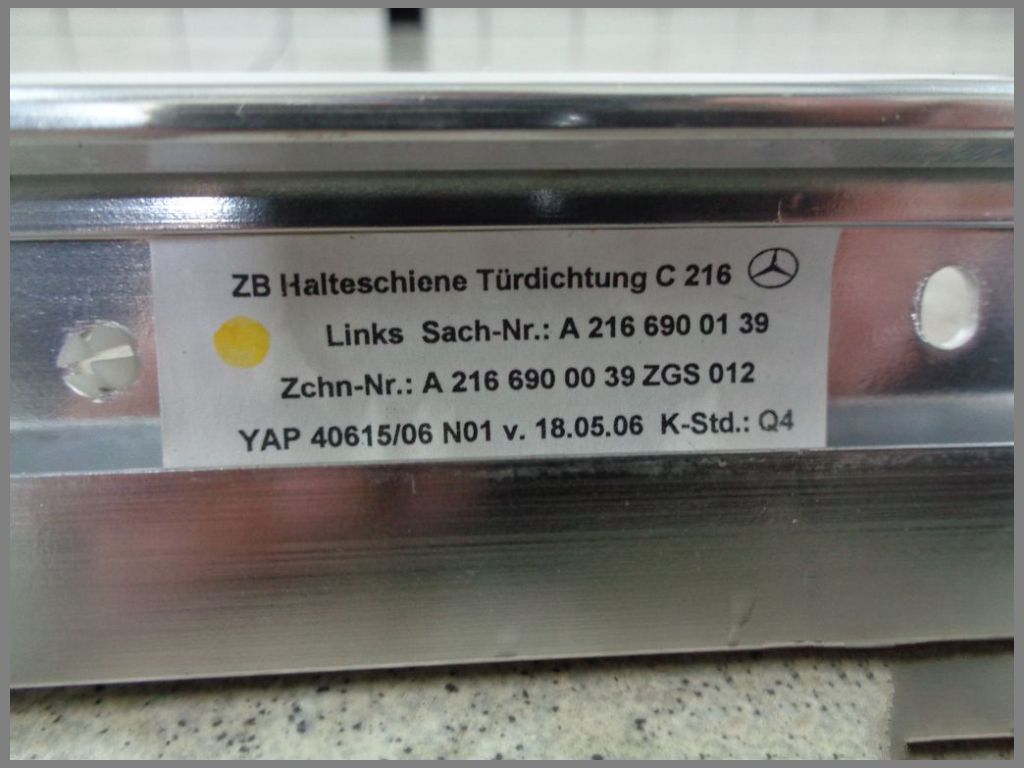 ZB Halteschiene Türdichtung C 216
Links Sach-Nr.: A 216 690 01 39
Zchn-Nr.: A 216 690 00 39 ZGS 012
YAP 40615/06 N01 v. 18.05.06 K-Std.: Q4